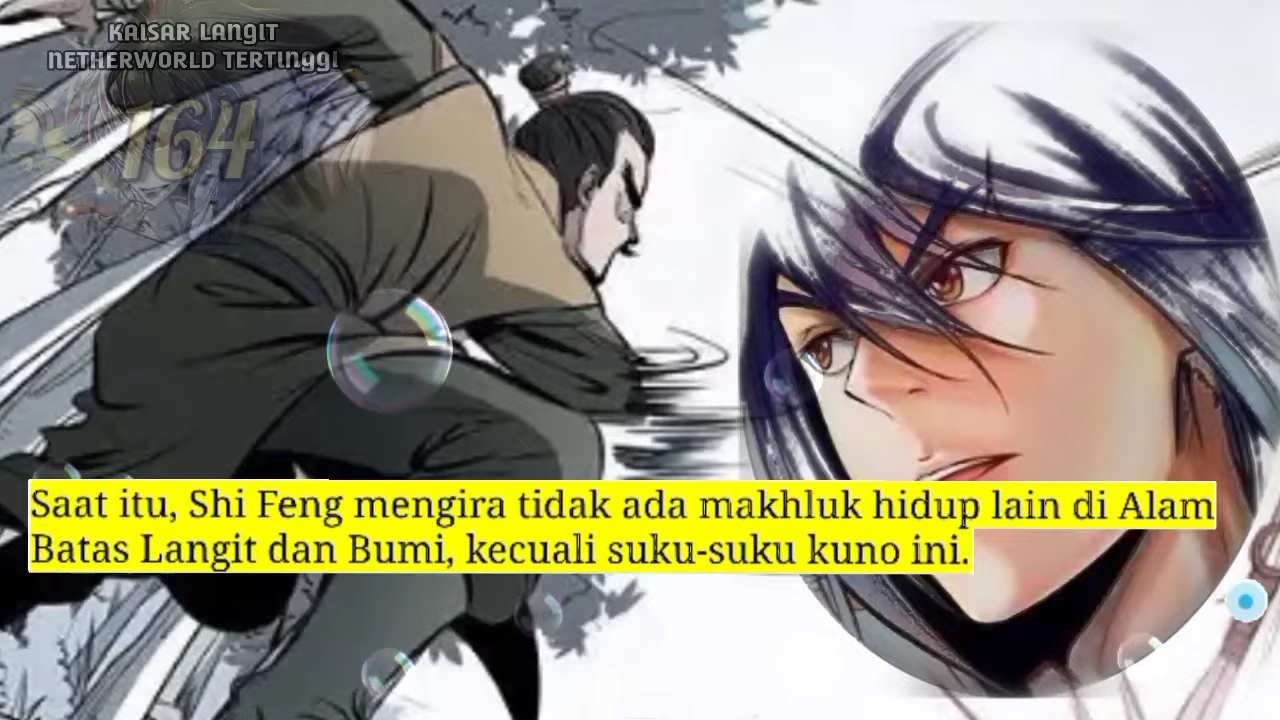 KAISAR LANGIT
NETHERWORLD TERTINGGI
164
Saat itu, Shi Feng mengira tidak ada makhluk hidup lain di Alam
Batas Langit dan Bumi, kecuali suku-suku kuno ini.